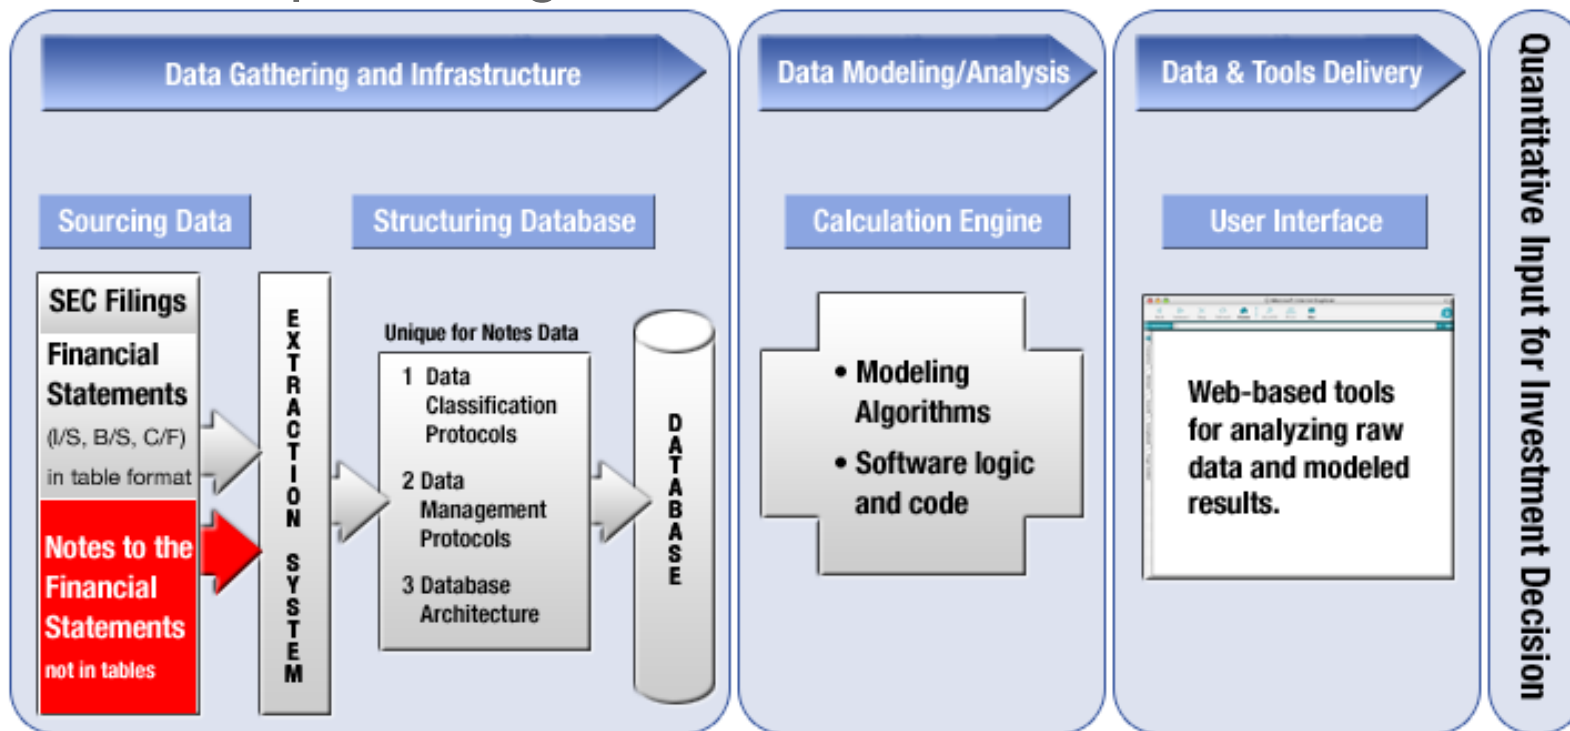 Data Gathering and Infrastructure
Data Modeling/Analysis
Data & Tools Delivery
Quantitative Input for Investment Decision
Sourcing Data
Structuring Database
Calculation Engine
User Interface
SEC Filings
Financial
Statements
(I/S, B/S, C/F)
in table format
Notes to the
Financial
Statements
not in tables
EXTRACTION SYSTEM
Unique for Notes Data
1 Data
Classification
Protocols
2 Data
Management
Protocols
3 Database
Architecture
DATABASE
• Modeling
Algorithms
• Software logic
and code
Web-based tools
for analyzing raw
data and modeled
results.